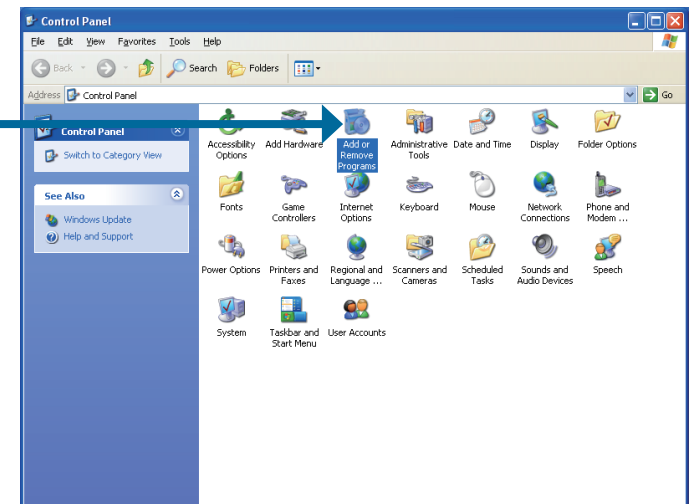 Control Panel
File Edit View Favorites Tools Help
Back Search Folders
Address Control Panel Go
Control Panel
Switch to Category View
See Also
Windows Update
Help and Support
Accessibility Options
Add Hardware
Add or Remove Programs
Administrative Tools
Date and Time
Display
Folder Options
Fonts
Game Controllers
Internet Options
Keyboard
Mouse
Network Connections
Phone and Modem ...
Power Options
Printers and Faxes
Regional and Language ...
Scanners and Cameras
Scheduled Tasks
Sounds and Audio Devices
Speech
System
Taskbar and Start Menu
User Accounts